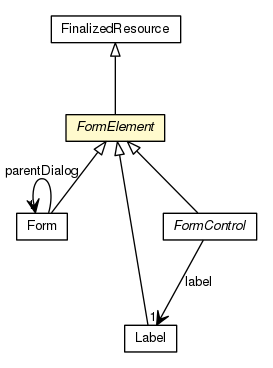 FinalizedResource
FormElement
parentDialog
Form
FormControl
label
1
Label